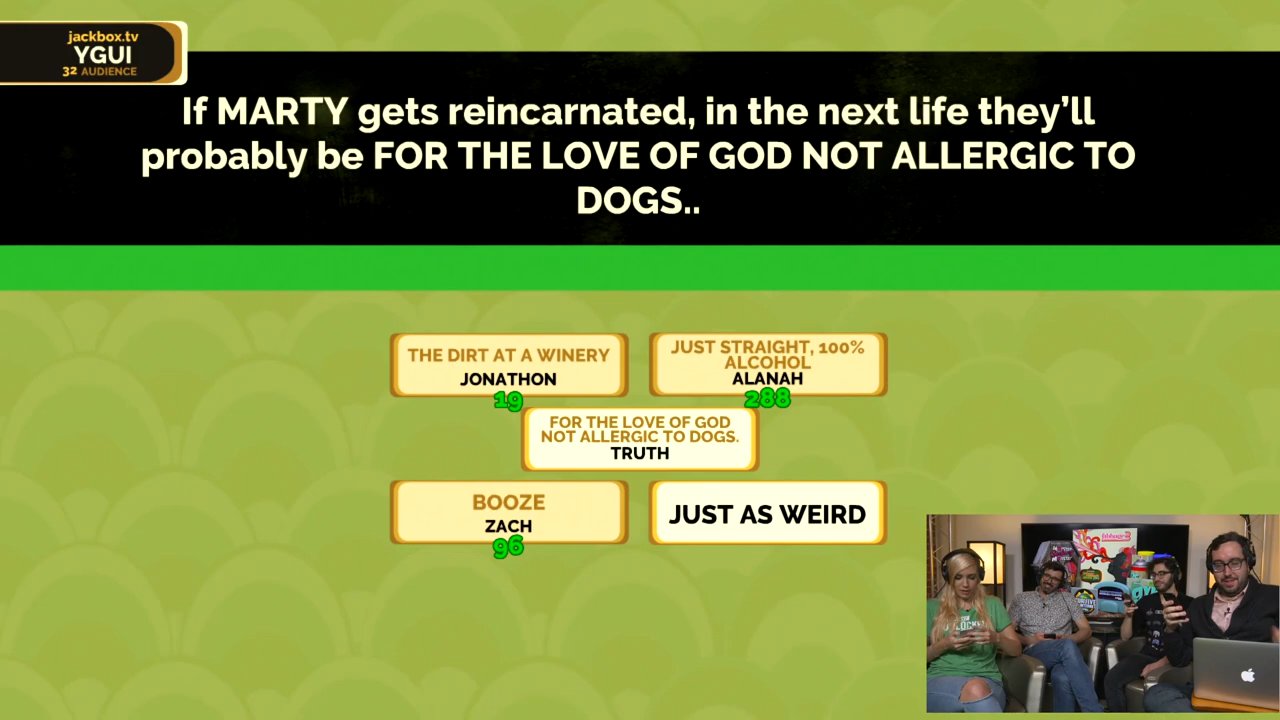 jackbox.tv
YGUI
32 AUDIENCE
If MARTY gets reincarnated, in the next life they'll
probably be FOR THE LOVE OF GOD NOT ALLERGIC TO
DOGS..
THE DIRT AT A WINERY
JONATHON
19
JUST STRAIGHT, 100%
ALCOHOL
ALANAH
288
FOR THE LOVE OF GOD
NOT ALLERGIC TO DOGS.
TRUTH
BOOZE
ZACH
96
JUST AS WEIRD